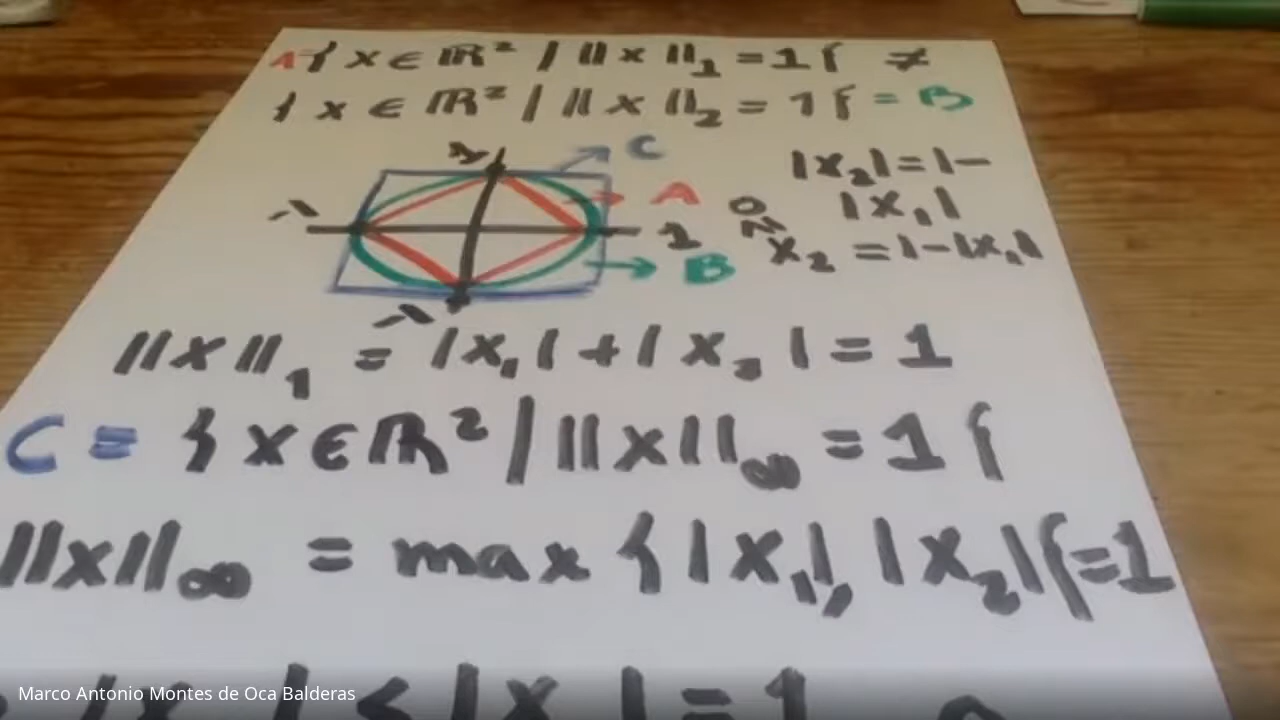 A={ x ∈ ℝ² / ‖x‖₁ = 1 } ≠
{ x ∈ ℝ² / ‖x‖₂ = 1 } = B
1 C
|x₂| = 1 -
A
|x₁|
-1 1
x₂ = 1 - |x₁|
B
-1
‖x‖₁ = |x₁| + |x₂| = 1
C = { x ∈ ℝ² / ‖x‖∞ = 1 }
‖x‖∞ = max { |x₁|, |x₂| } = 1
Marco Antonio Montes de Oca Balderas